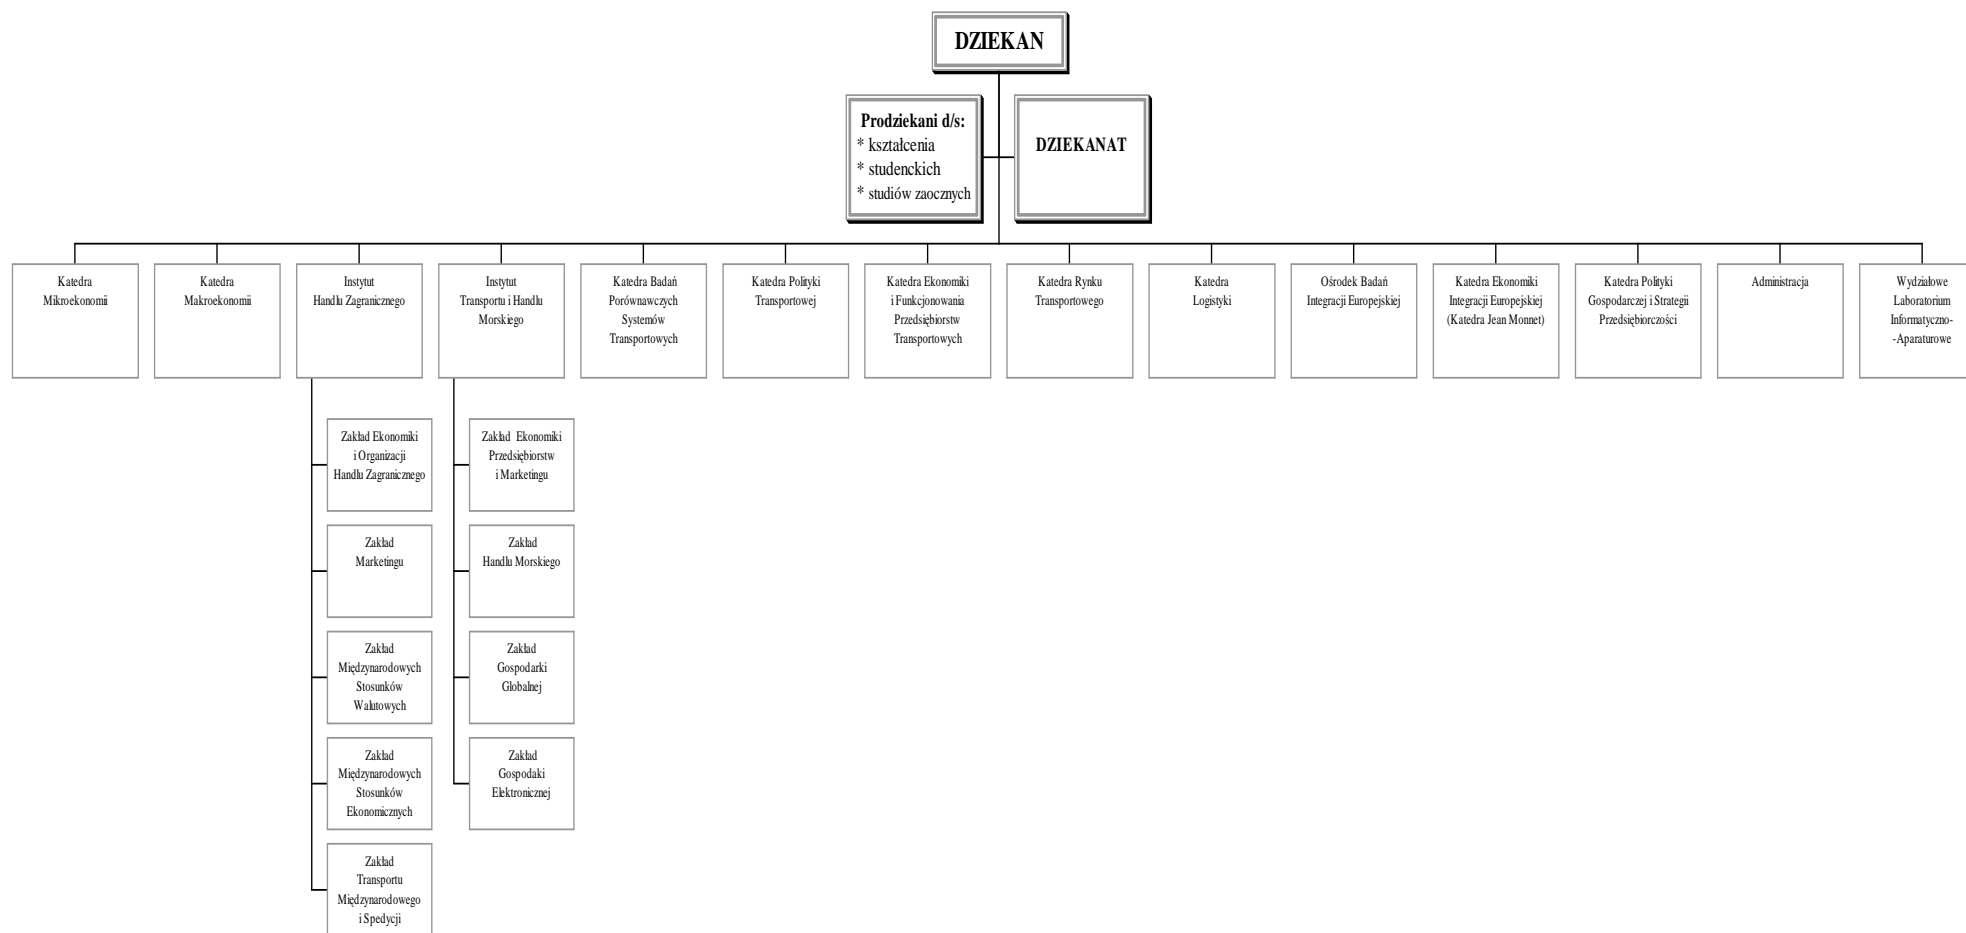 DZIEKAN
Prodziekani d/s:
* kształcenia
* studenckich
* studiów zaocznych
DZIEKANAT
Katedra
Mikroekonomii
Katedra
Makroekonomii
Instytut
Handlu Zagranicznego
Instytut
Transportu i Handlu
Morskiego
Katedra Badań
Porównawczych
Systemów
Transportowych
Katedra Polityki
Transportowej
Katedra Ekonomiki
i Funkcjonowania
Przedsiębiorstw
Transportowych
Katedra Rynku
Transportowego
Katedra
Logistyki
Ośrodek Badań
Integracji Europejskiej
Katedra Ekonomiki
Integracji Europejskiej
(Katedra Jean Monnet)
Katedra Polityki
Gospodarczej i Strategii
Przedsiębiorczości
Administracja
Wydziałowe
Laboratorium
Informatyczno-
-Aparaturowe
Zakład Ekonomiki
i Organizacji
Handlu Zagranicznego
Zakład
Marketingu
Zakład
Międzynarodowych
Stosunków
Walutowych
Zakład
Międzynarodowych
Stosunków
Ekonomicznych
Zakład
Transportu
Międzynarodowego
i Spedycji
Zakład Ekonomiki
Przedsiębiorstw
i Marketingu
Zakład
Handlu Morskiego
Zakład
Gospodarki
Globalnej
Zakład
Gospodaki
Elektronicznej